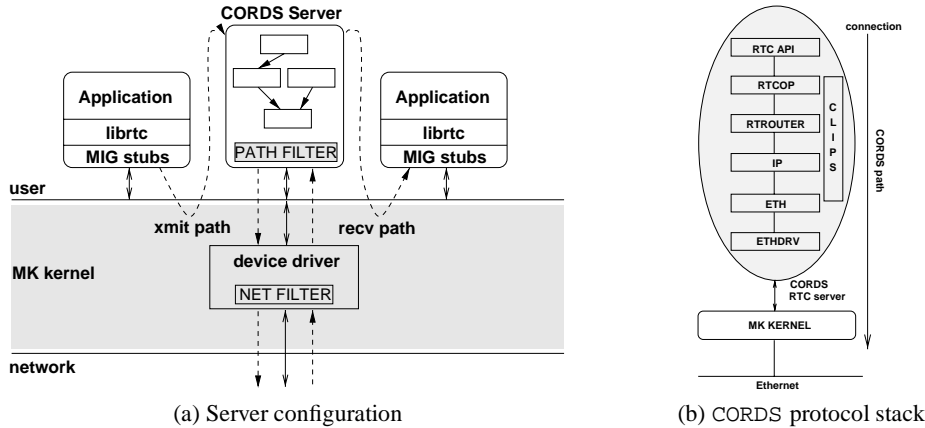 CORDS Server
Application
librtc
MIG stubs
PATH FILTER
Application
librtc
MIG stubs
user
xmit path
recv path
MK kernel
device driver
NET FILTER
network
(a) Server configuration
connection
RTC API
RTCOP
RTROUTER
IP
ETH
ETHDRV
CLIPS
CORDS path
CORDS
RTC server
MK KERNEL
Ethernet
(b) CORDS protocol stack